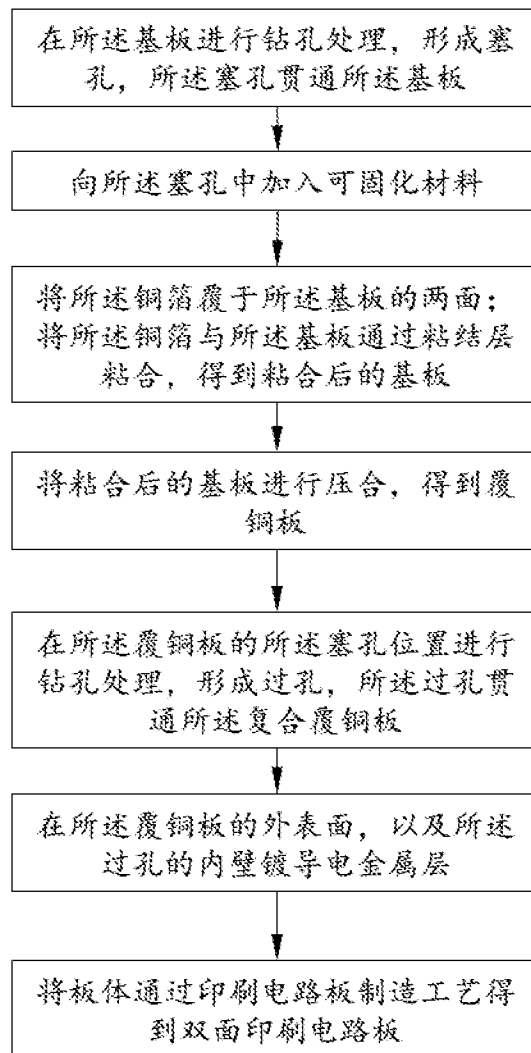 在所述基板进行钻孔处理，形成塞
孔，所述塞孔贯通所述基板
向所述塞孔中加入可固化材料
将所述铜箔覆于所述基板的两面；
将所述铜箔与所述基板通过粘结层
粘合，得到粘合后的基板
将粘合后的基板进行压合，得到覆
铜板
在所述覆铜板的所述塞孔位置进行
钻孔处理，形成过孔，所述过孔贯
通所述复合覆铜板
在所述覆铜板的外表面，以及所述
过孔的内壁镀导电金属层
将板体通过印刷电路板制造工艺得
到双面印刷电路板